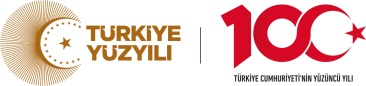 TÜRKİYE
YÜZYILI
100
TÜRKİYE CUMHURİYETİ'NİN YÜZÜNCÜ YILI